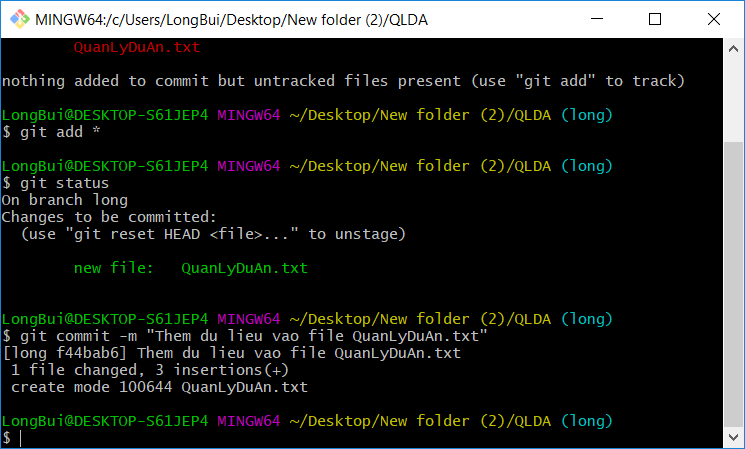 MINGW64:/c/Users/LongBui/Desktop/New folder (2)/QLDA
QuanLyDuAn.txt
nothing added to commit but untracked files present (use "git add" to track)
LongBui@DESKTOP-S61JEP4 MINGW64 ~/Desktop/New folder (2)/QLDA (long)
$ git add *
LongBui@DESKTOP-S61JEP4 MINGW64 ~/Desktop/New folder (2)/QLDA (long)
$ git status
On branch long
Changes to be committed:
  (use "git reset HEAD <file>..." to unstage)
        new file:   QuanLyDuAn.txt
LongBui@DESKTOP-S61JEP4 MINGW64 ~/Desktop/New folder (2)/QLDA (long)
$ git commit -m "Them du lieu vao file QuanLyDuAn.txt"
[long f44bab6] Them du lieu vao file QuanLyDuAn.txt
 1 file changed, 3 insertions(+)
 create mode 100644 QuanLyDuAn.txt
LongBui@DESKTOP-S61JEP4 MINGW64 ~/Desktop/New folder (2)/QLDA (long)
$